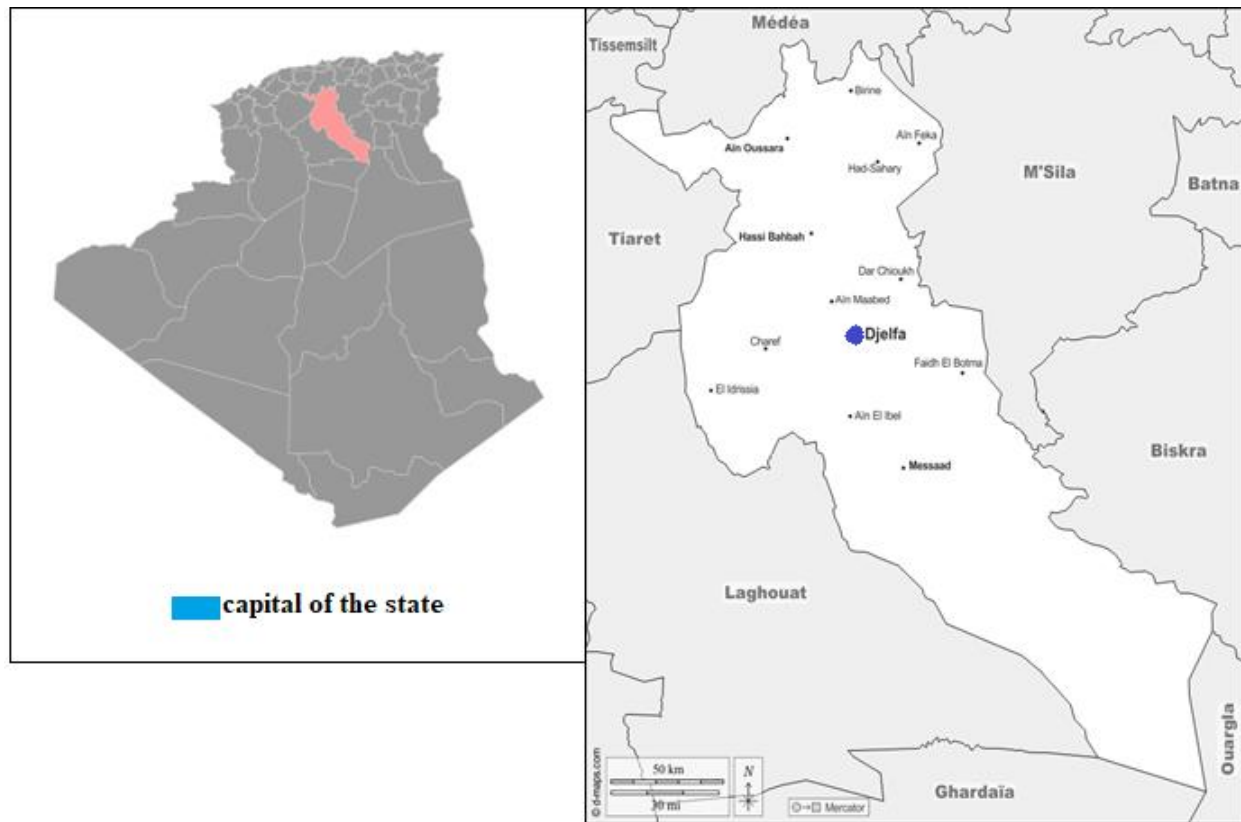 capital of the state
Médéa
Tissemsilt
Birine
Aïn Feka
Aïn Oussara
Had-Sahary
M'Sila
Batna
Tiaret
Hassi Bahbah
Dar Chioukh
Aïn Maabed
Djelfa
Charef
Faidh El Botma
El Idrissia
Aïn El Ibel
Biskra
Messaad
Laghouat
Ouargla
50 km
30 mi
N
Mercator
Ghardaïa
© d-maps.com